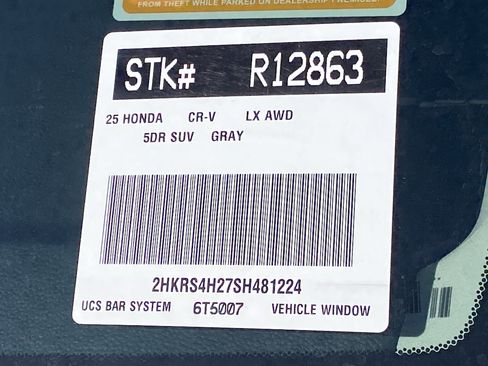 FROM THEFT WHILE PARKED ON DEALERSHIP PREMISES.
STK# R12863
25 HONDA CR-V LX AWD
5DR SUV GRAY
2HKRS4H27SH481224
UCS BAR SYSTEM 6T5007 VEHICLE WINDOW